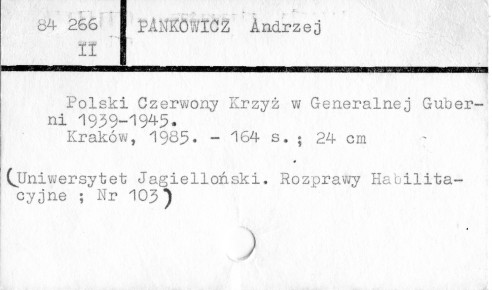 84 266
II
PANKOWICZ Andrzej
Polski Czerwony Krzyż w Generalnej Guber-
ni 1939-1945.
Kraków, 1985. - 164 s. ; 24 cm
(Uniwersytet Jagielloński. Rozprawy Habilita-
cyjne ; Nr 103)